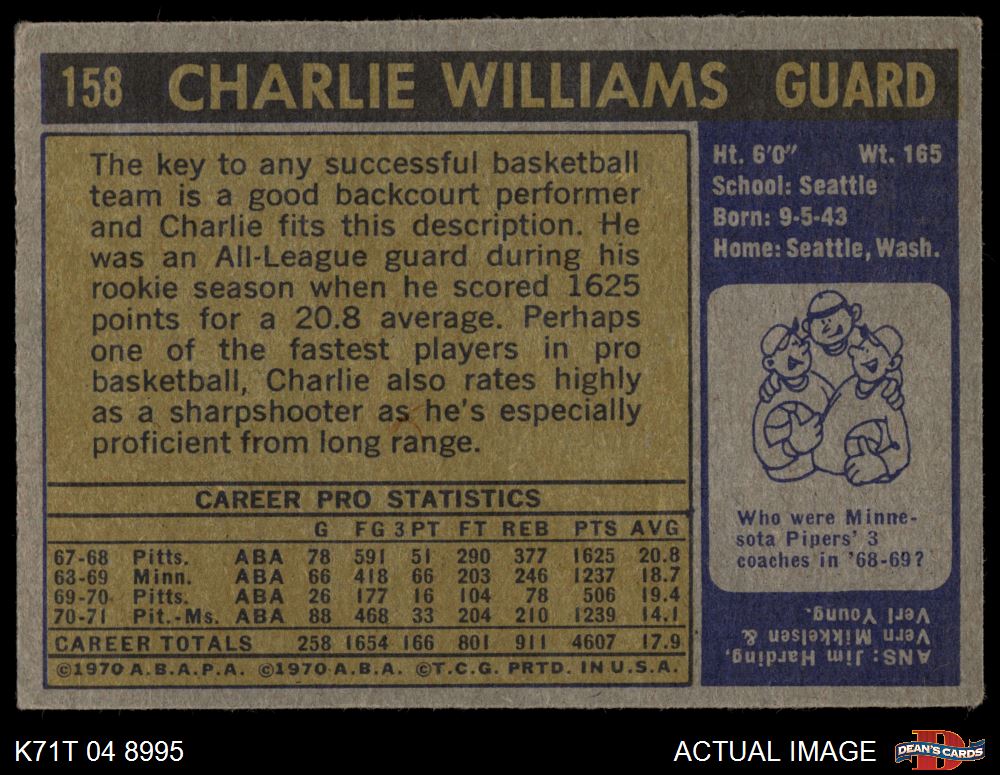 158 CHARLIE WILLIAMS GUARD
The key to any successful basketball
team is a good backcourt performer
and Charlie fits this description. He
was an All-League guard during his
rookie season when he scored 1625
points for a 20.8 average. Perhaps
one of the fastest players in pro
basketball, Charlie also rates highly
as a sharpshooter as he's especially
proficient from long range.
CAREER PRO STATISTICS
G FG 3 PT FT REB PTS AVG
67-68 Pitts. ABA 78 591 51 290 377 1625 20.8
63-69 Minn. ABA 66 418 66 203 246 1237 18.7
69-70 Pitts. ABA 26 177 16 104 78 506 19.4
70-71 Pit.-Ms. ABA 88 468 33 204 210 1239 14.1
CAREER TOTALS 258 1654 166 801 911 4607 17.9
©1970 A.B.A.P.A. ©1970 A.B.A. ©T.C.G. PRTD. IN U.S.A.
Ht. 6'0" Wt. 165
School: Seattle
Born: 9-5-43
Home: Seattle, Wash.
Who were Minne-
sota Pipers' 3
coaches in '68-69?
ANS: Jim Harding,
Vern Mikkelsen &
Verl Young.
K71T 04 8995
ACTUAL IMAGE
D
DEAN'S CARDS